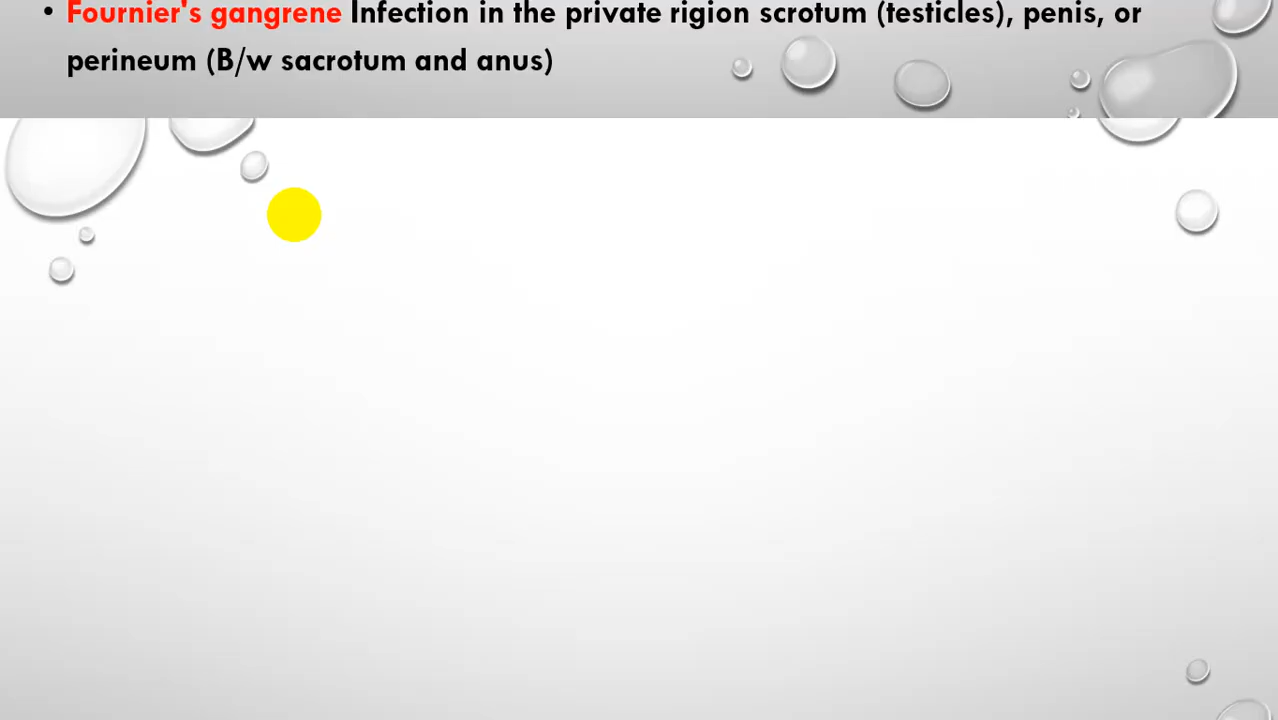 • Fournier's gangrene Infection in the private rigion scrotum (testicles), penis, or
perineum (B/w sacrotum and anus)